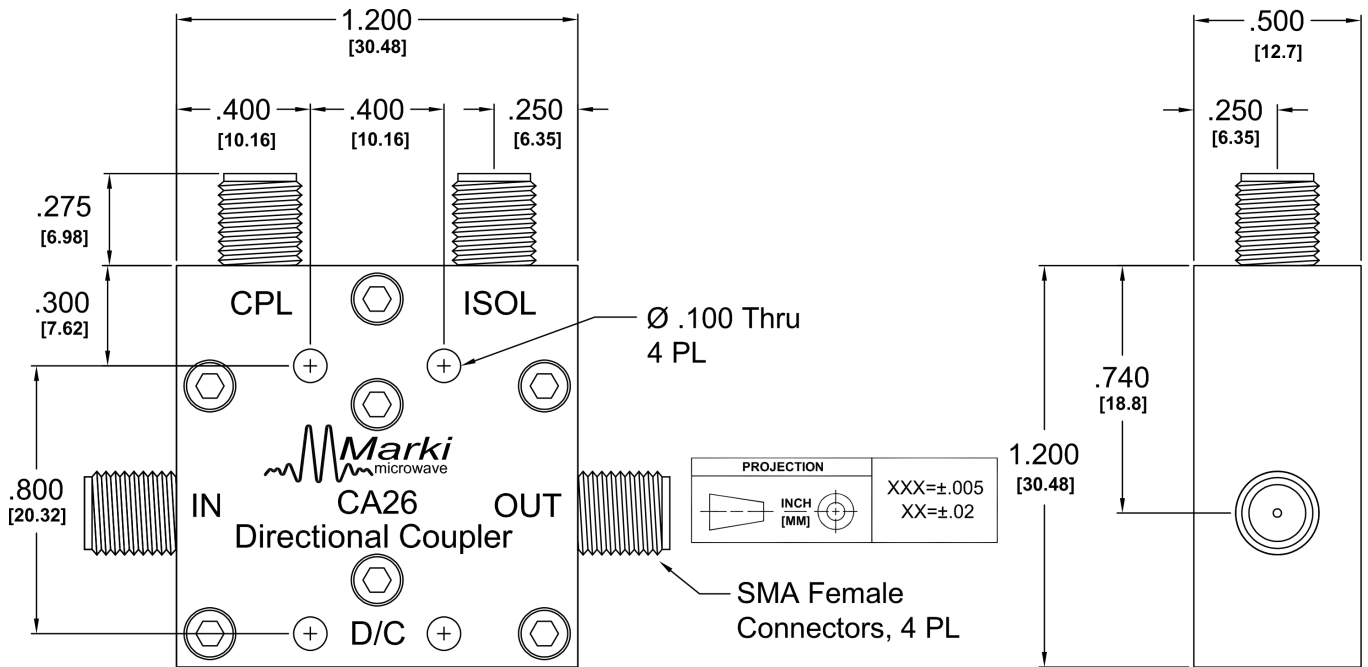 1.200
[30.48]
.500
[12.7]
.400
[10.16]
.400
[10.16]
.250
[6.35]
.250
[6.35]
.275
[6.98]
.300
[7.62]
CPL
ISOL
Ø .100 Thru
4 PL
.740
[18.8]
Marki
microwave
.800
[20.32]
IN
CA26
OUT
Directional Coupler
PROJECTION
INCH
[MM]
XXX=±.005
XX=±.02
1.200
[30.48]
D/C
SMA Female
Connectors, 4 PL